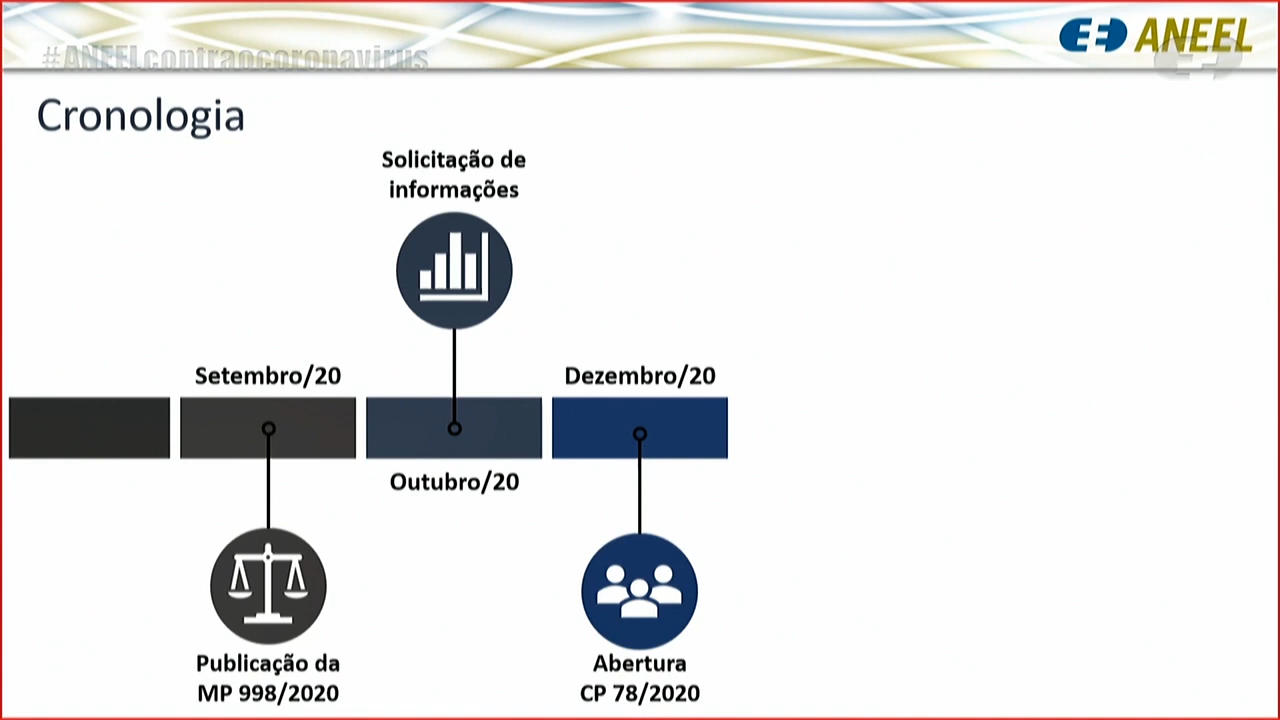 ANEEL
#ANEELcontraocoronavirus
Cronologia
Solicitação de
informações
Setembro/20
Dezembro/20
Outubro/20
Publicação da
MP 998/2020
Abertura
CP 78/2020